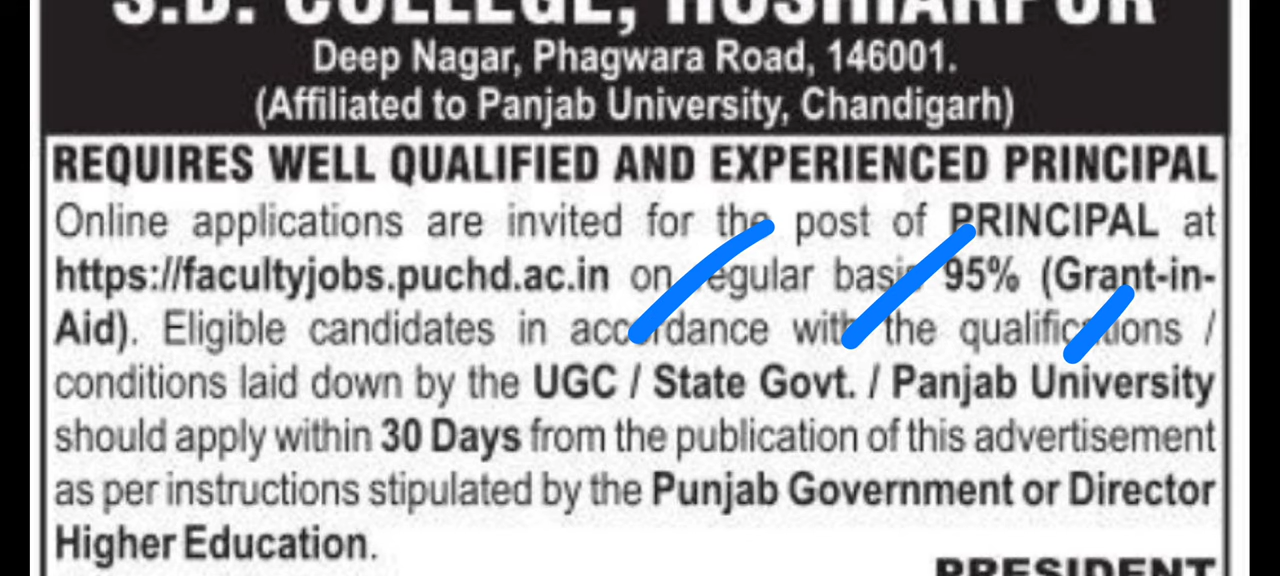 S.D. COLLEGE, HOSHIARPUR
Deep Nagar, Phagwara Road, 146001.
(Affiliated to Panjab University, Chandigarh)
REQUIRES WELL QUALIFIED AND EXPERIENCED PRINCIPAL
Online applications are invited for the post of PRINCIPAL at
https://facultyjobs.puchd.ac.in on regular basis 95% (Grant-in-
Aid). Eligible candidates in accordance with the qualifications /
conditions laid down by the UGC / State Govt. / Panjab University
should apply within 30 Days from the publication of this advertisement
as per instructions stipulated by the Punjab Government or Director
Higher Education.
PRESIDENT